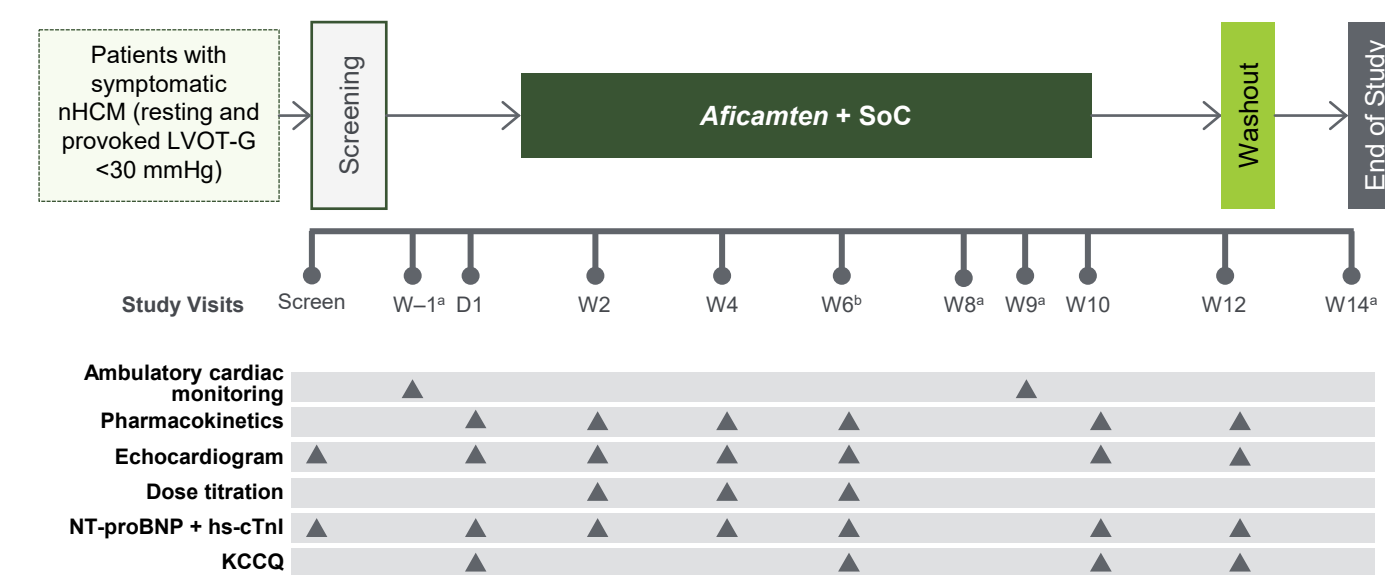 Patients with
symptomatic
nHCM (resting and
provoked LVOT-G
<30 mmHg)
Screening
Aficamten + SoC
Washout
End of Study
Study Visits
Screen
W–1ᵃ
D1
W2
W4
W6ᵇ
W8ᵃ
W9ᵃ
W10
W12
W14ᵃ
Ambulatory cardiac
monitoring
Pharmacokinetics
Echocardiogram
Dose titration
NT-proBNP + hs-cTnI
KCCQ